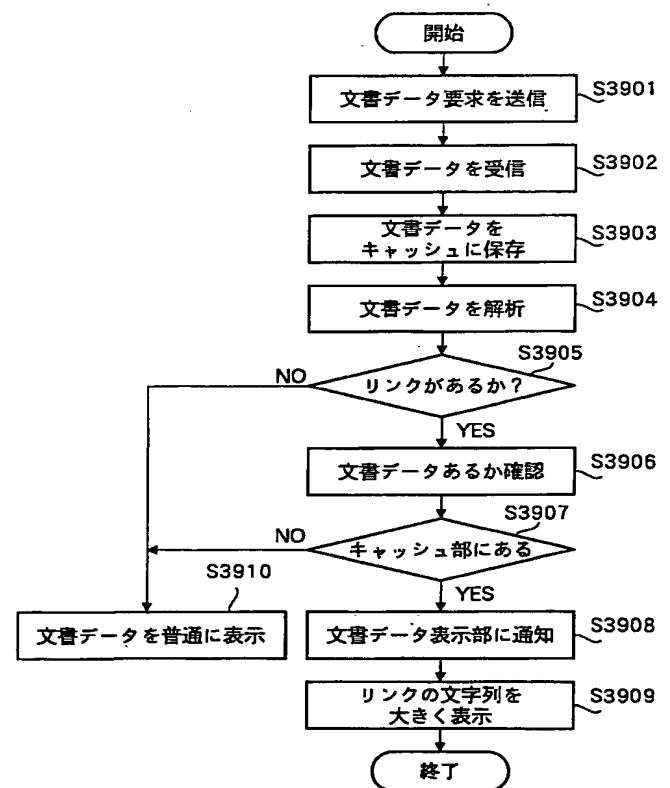 開始
文書データ要求を送信
S3901
文書データを受信
S3902
文書データを
キャッシュに保存
S3903
文書データを解析
S3904
リンクがあるか？
S3905
NO
YES
文書データあるか確認
S3906
キャッシュ部にある
S3907
NO
YES
文書データを普通に表示
S3910
文書データ表示部に通知
S3908
リンクの文字列を
大きく表示
S3909
終了